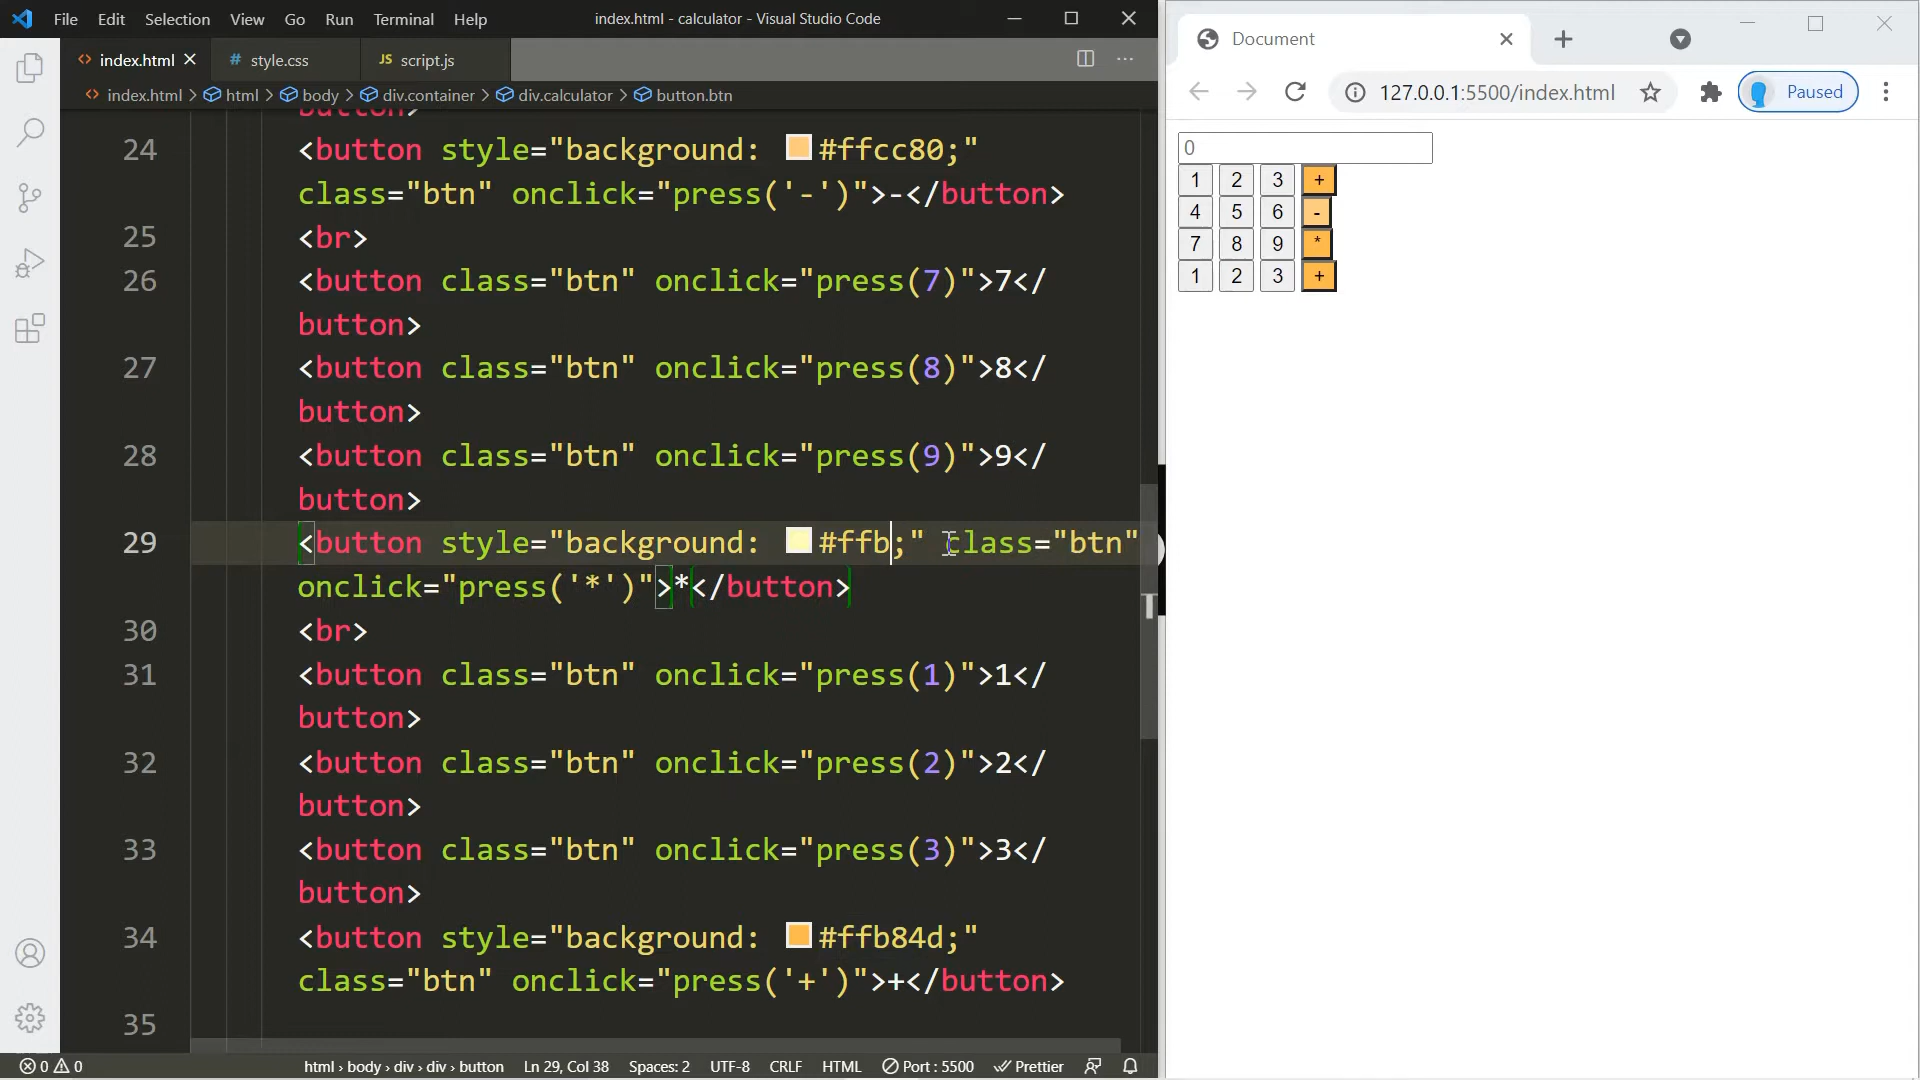 File Edit Selection View Go Run Terminal Help index.html - calculator - Visual Studio Code
index.html # style.css JS script.js
index.html > html > body > div.container > div.calculator > button.btn
button>
24 <button style="background: #ffcc80;"
class="btn" onclick="press('-')">-</button>
25 <br>
26 <button class="btn" onclick="press(7)">7</
button>
27 <button class="btn" onclick="press(8)">8</
button>
28 <button class="btn" onclick="press(9)">9</
button>
29 <button style="background: #ffb;" class="btn"
onclick="press('*')">*</button>
30 <br>
31 <button class="btn" onclick="press(1)">1</
button>
32 <button class="btn" onclick="press(2)">2</
button>
33 <button class="btn" onclick="press(3)">3</
button>
34 <button style="background: #ffb84d;"
class="btn" onclick="press('+')">+</button>
35
0 0 html > body > div > div > button Ln 29, Col 38 Spaces: 2 UTF-8 CRLF HTML Port : 5500 Prettier
Document
127.0.0.1:5500/index.html Paused
0
1 2 3 +
4 5 6 -
7 8 9 *
1 2 3 +